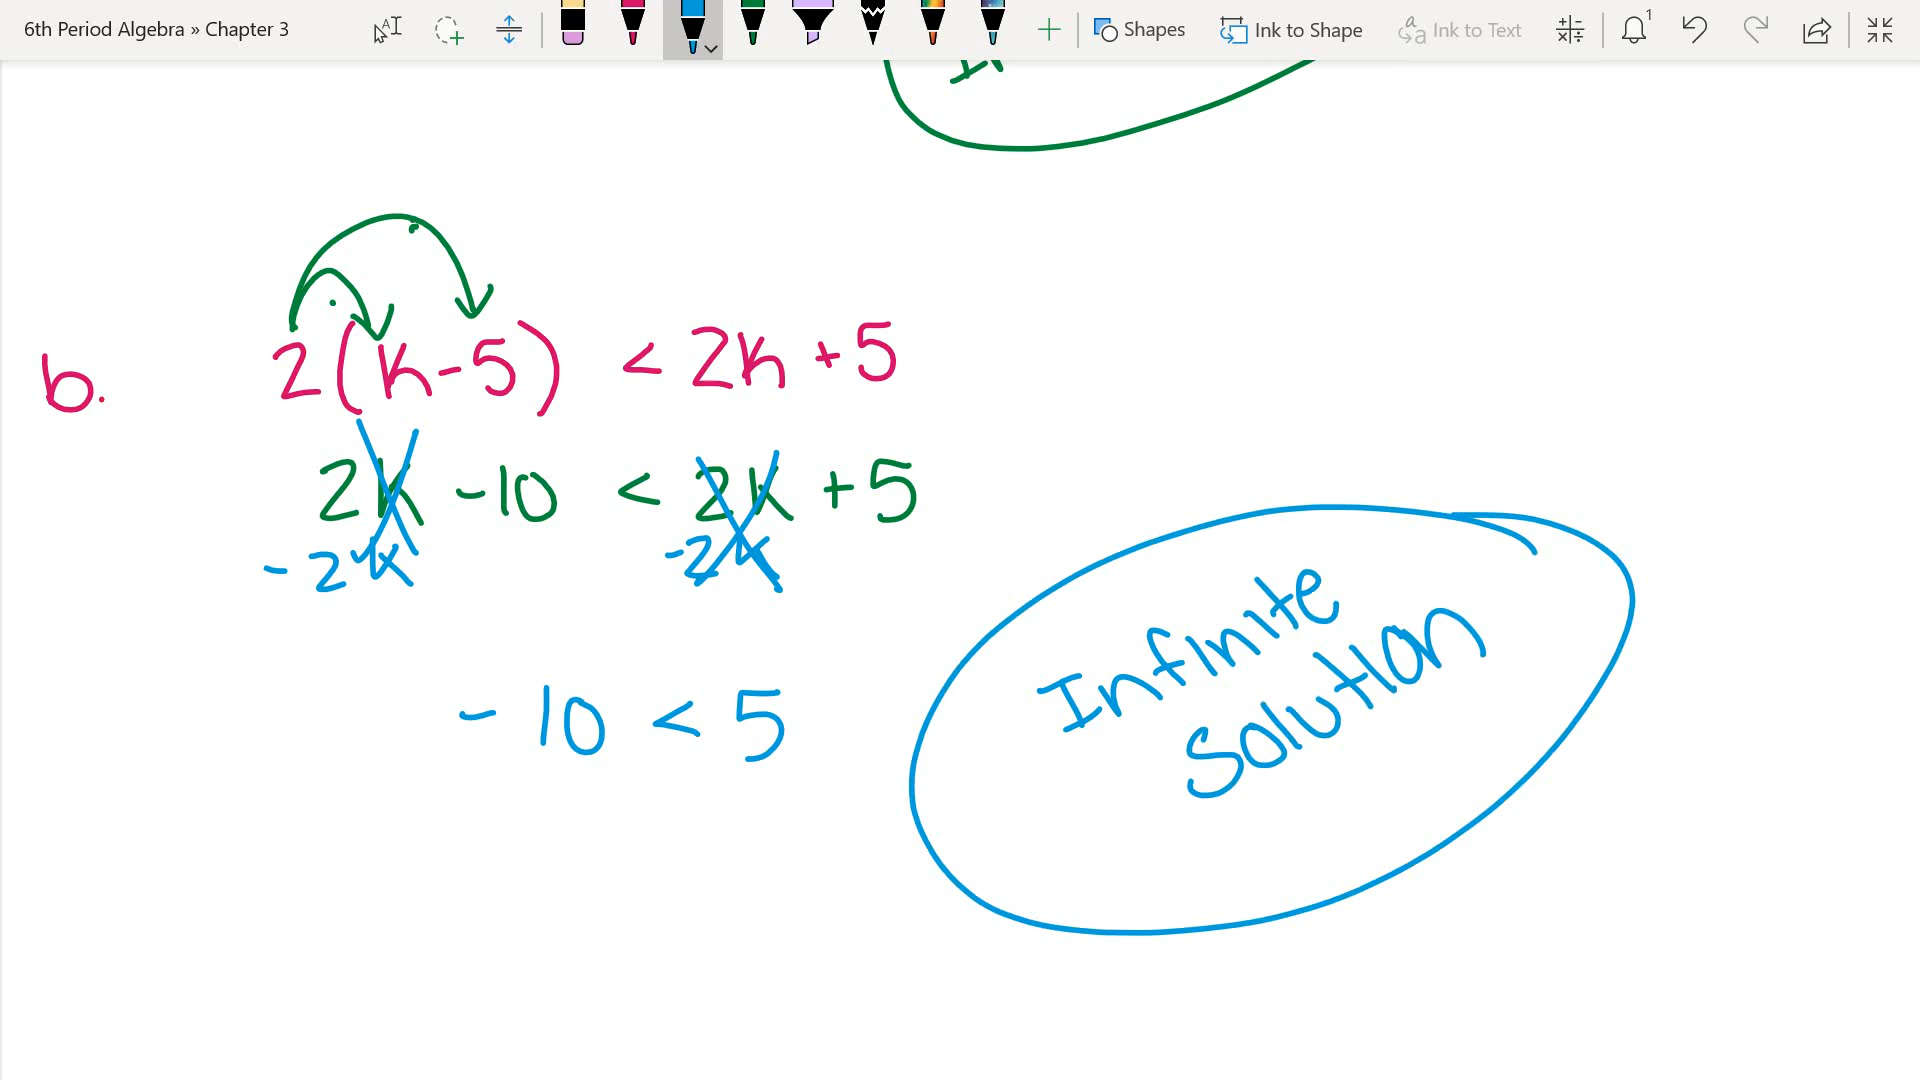 6th Period Algebra » Chapter 3
Shapes
Ink to Shape
Ink to Text
1
b. 2(k-5) < 2k + 5
2k - 10 < 2k + 5
- 2k -2k
- 10 < 5
Infinite
Solution